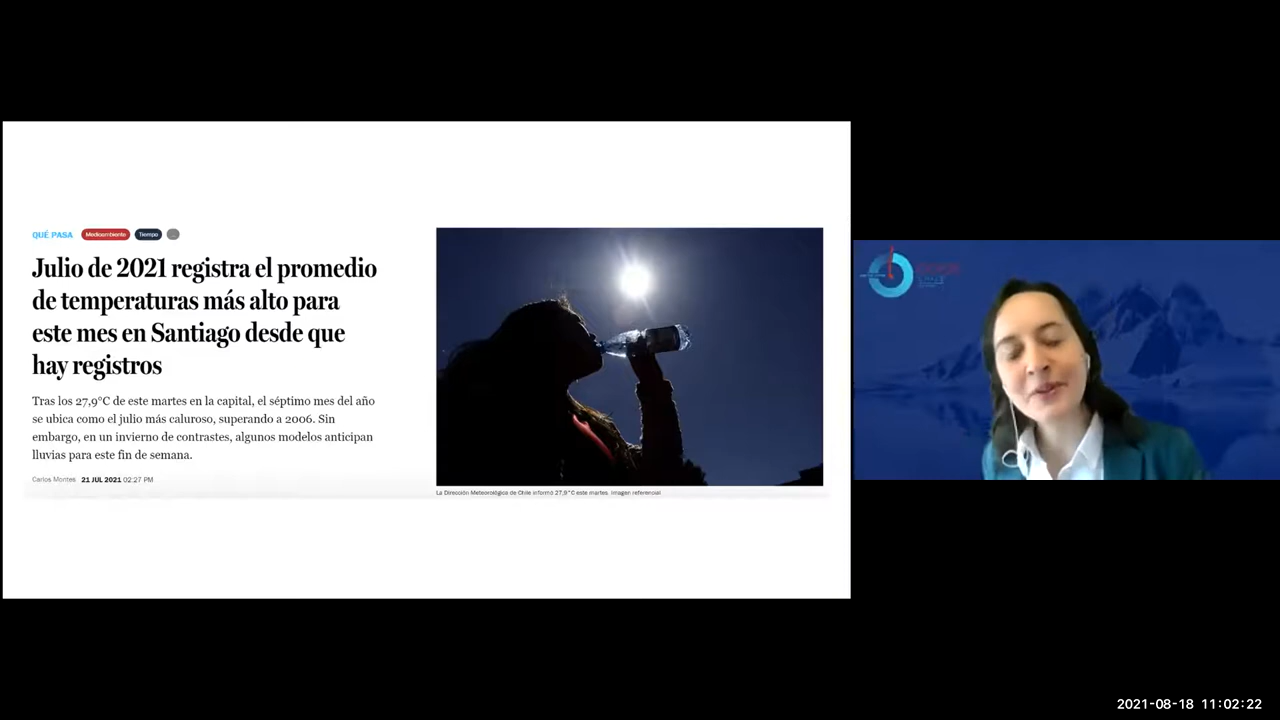 QUÉ PASA Medioambiente Tiempo ...
Julio de 2021 registra el promedio
de temperaturas más alto para
este mes en Santiago desde que
hay registros
Tras los 27,9°C de este martes en la capital, el séptimo mes del año
se ubica como el julio más caluroso, superando a 2006. Sin
embargo, en un invierno de contrastes, algunos modelos anticipan
lluvias para este fin de semana.
Carlos Montes 21 JUL 2021 02:27 PM
La Dirección Meteorológica de Chile informó 27,9°C este martes. Imagen referencial
2021-08-18 11:02:22